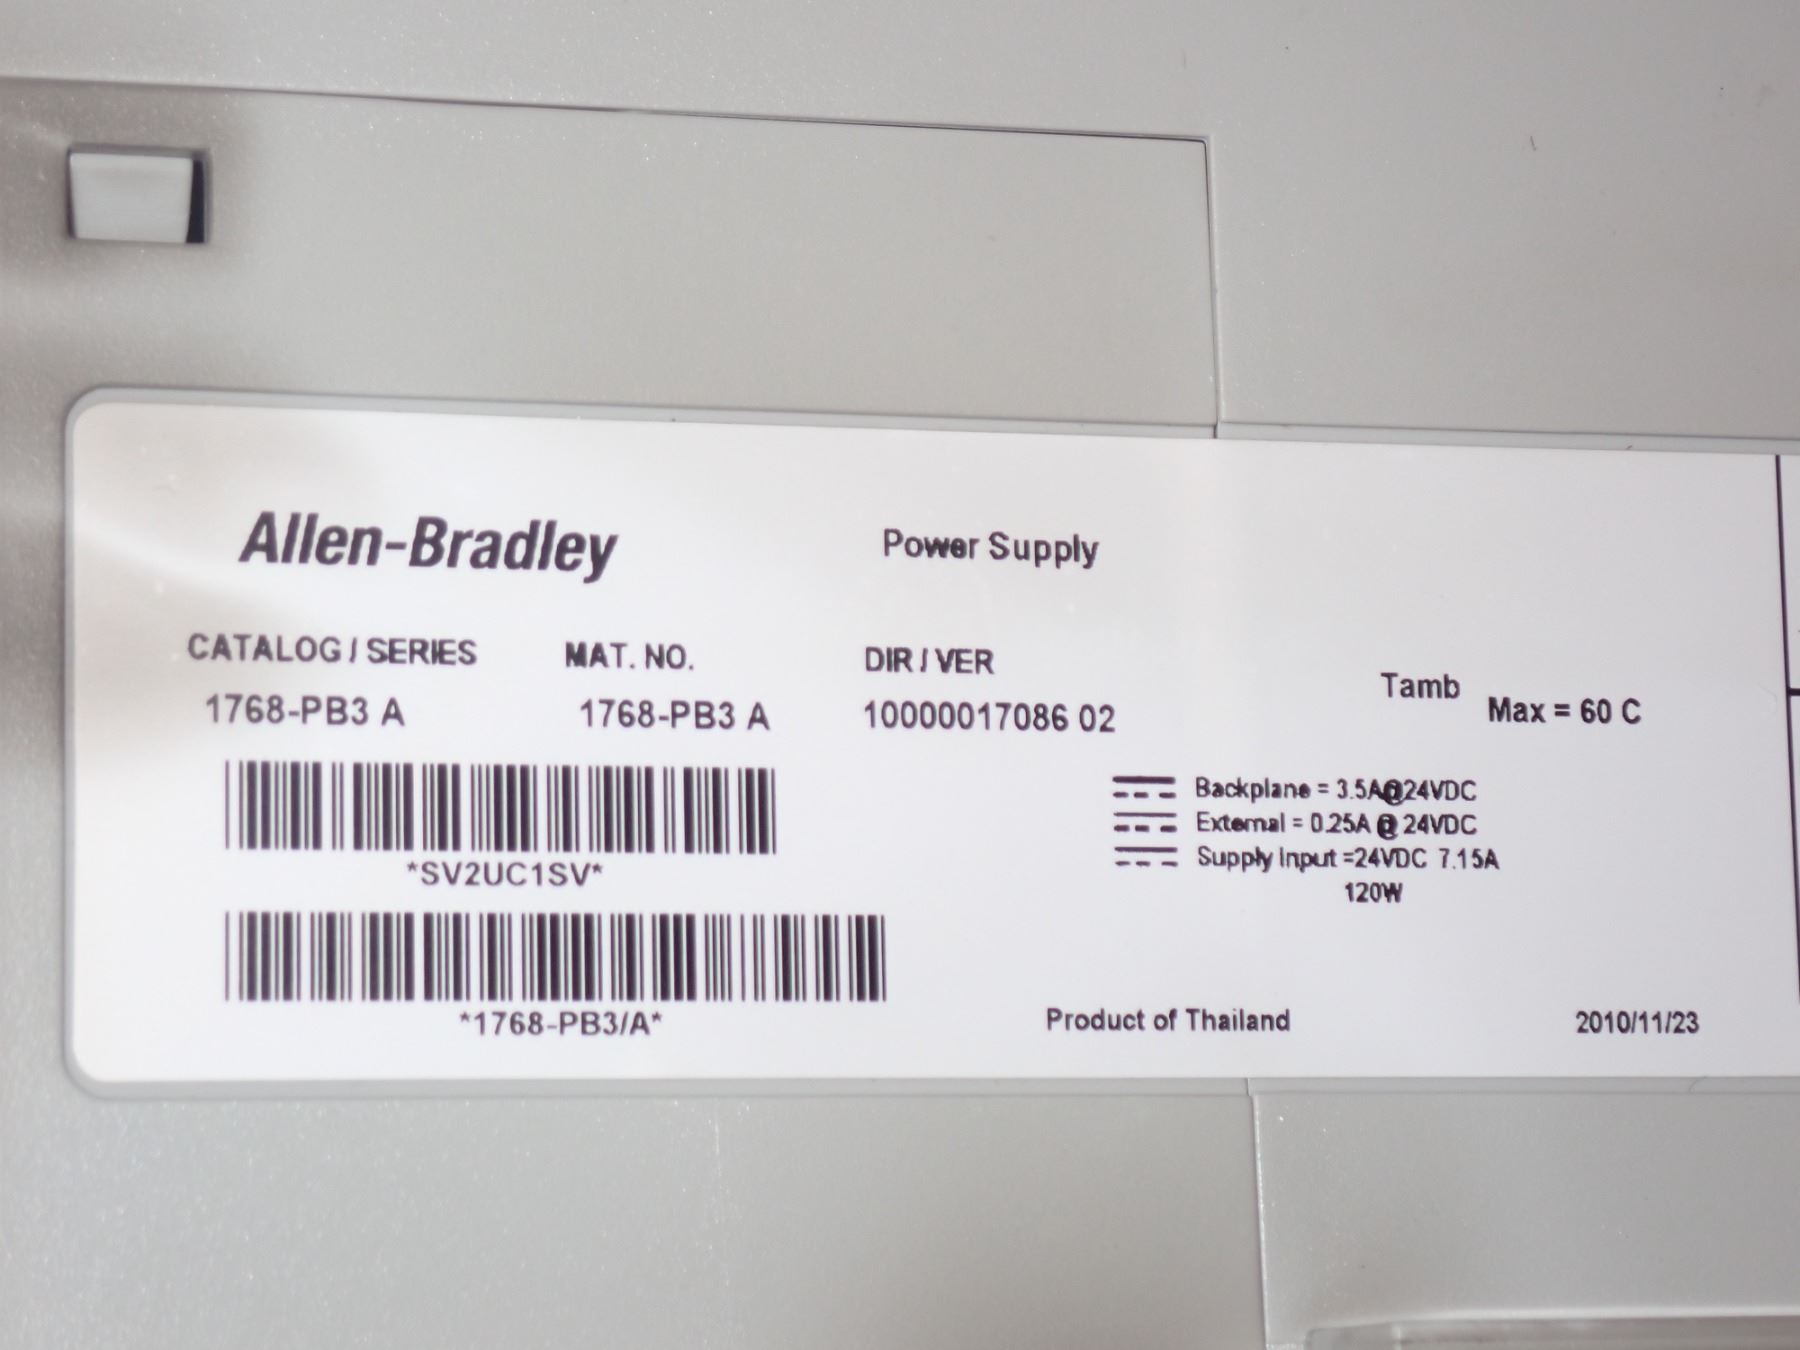 Allen-Bradley
Power Supply
CATALOG / SERIES MAT. NO. DIR / VER
1768-PB3 A 1768-PB3 A 10000017086 02
Tamb Max = 60 C
*SV2UC1SV*
*1768-PB3/A*
Backplane = 3.5A@24VDC
External = 0.25A @ 24VDC
Supply Input =24VDC 7.15A
120W
Product of Thailand
2010/11/23